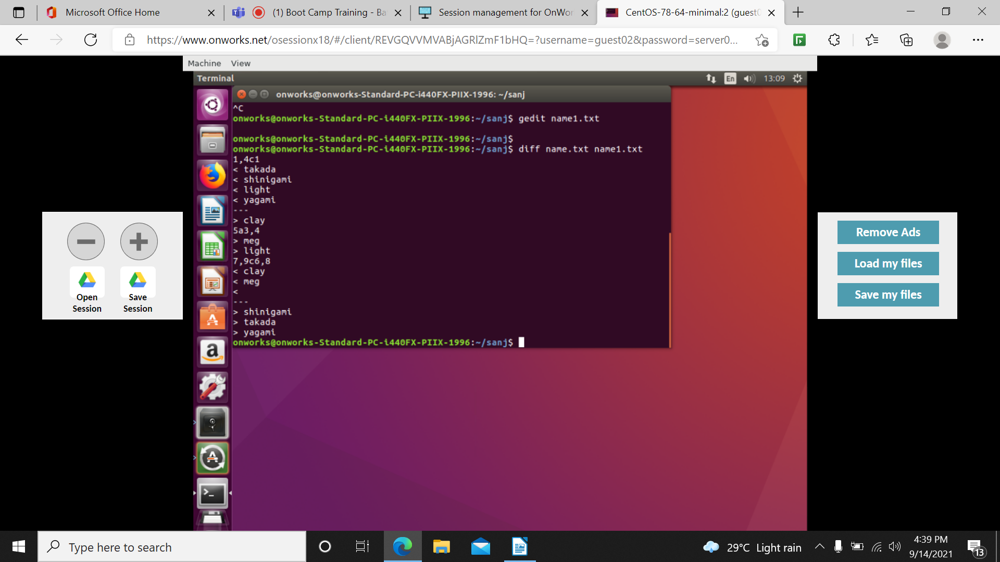 Microsoft Office Home
(1) Boot Camp Training - Ba
Session management for OnWor
CentOS-78-64-minimal:2 (guest0
https://www.onworks.net/osessionx18/#/client/REVGQVVMVABjAGRlZmF1bHQ=?username=guest02&password=server0...
Machine View
Terminal
En
13:09
onworks@onworks-Standard-PC-i440FX-PIIX-1996: ~/sanj
^C
onworks@onworks-Standard-PC-i440FX-PIIX-1996:~/sanj$ gedit name1.txt
onworks@onworks-Standard-PC-i440FX-PIIX-1996:~/sanj$
onworks@onworks-Standard-PC-i440FX-PIIX-1996:~/sanj$ diff name.txt name1.txt
1,4c1
< takada
< shinigami
< light
< yagami
---
> clay
5a3,4
> meg
> light
7,9c6,8
< clay
< meg
<
---
> shinigami
> takada
> yagami
onworks@onworks-Standard-PC-i440FX-PIIX-1996:~/sanj$
Open
Session
Save
Session
Remove Ads
Load my files
Save my files
Type here to search
29°C Light rain
4:39 PM
9/14/2021
13